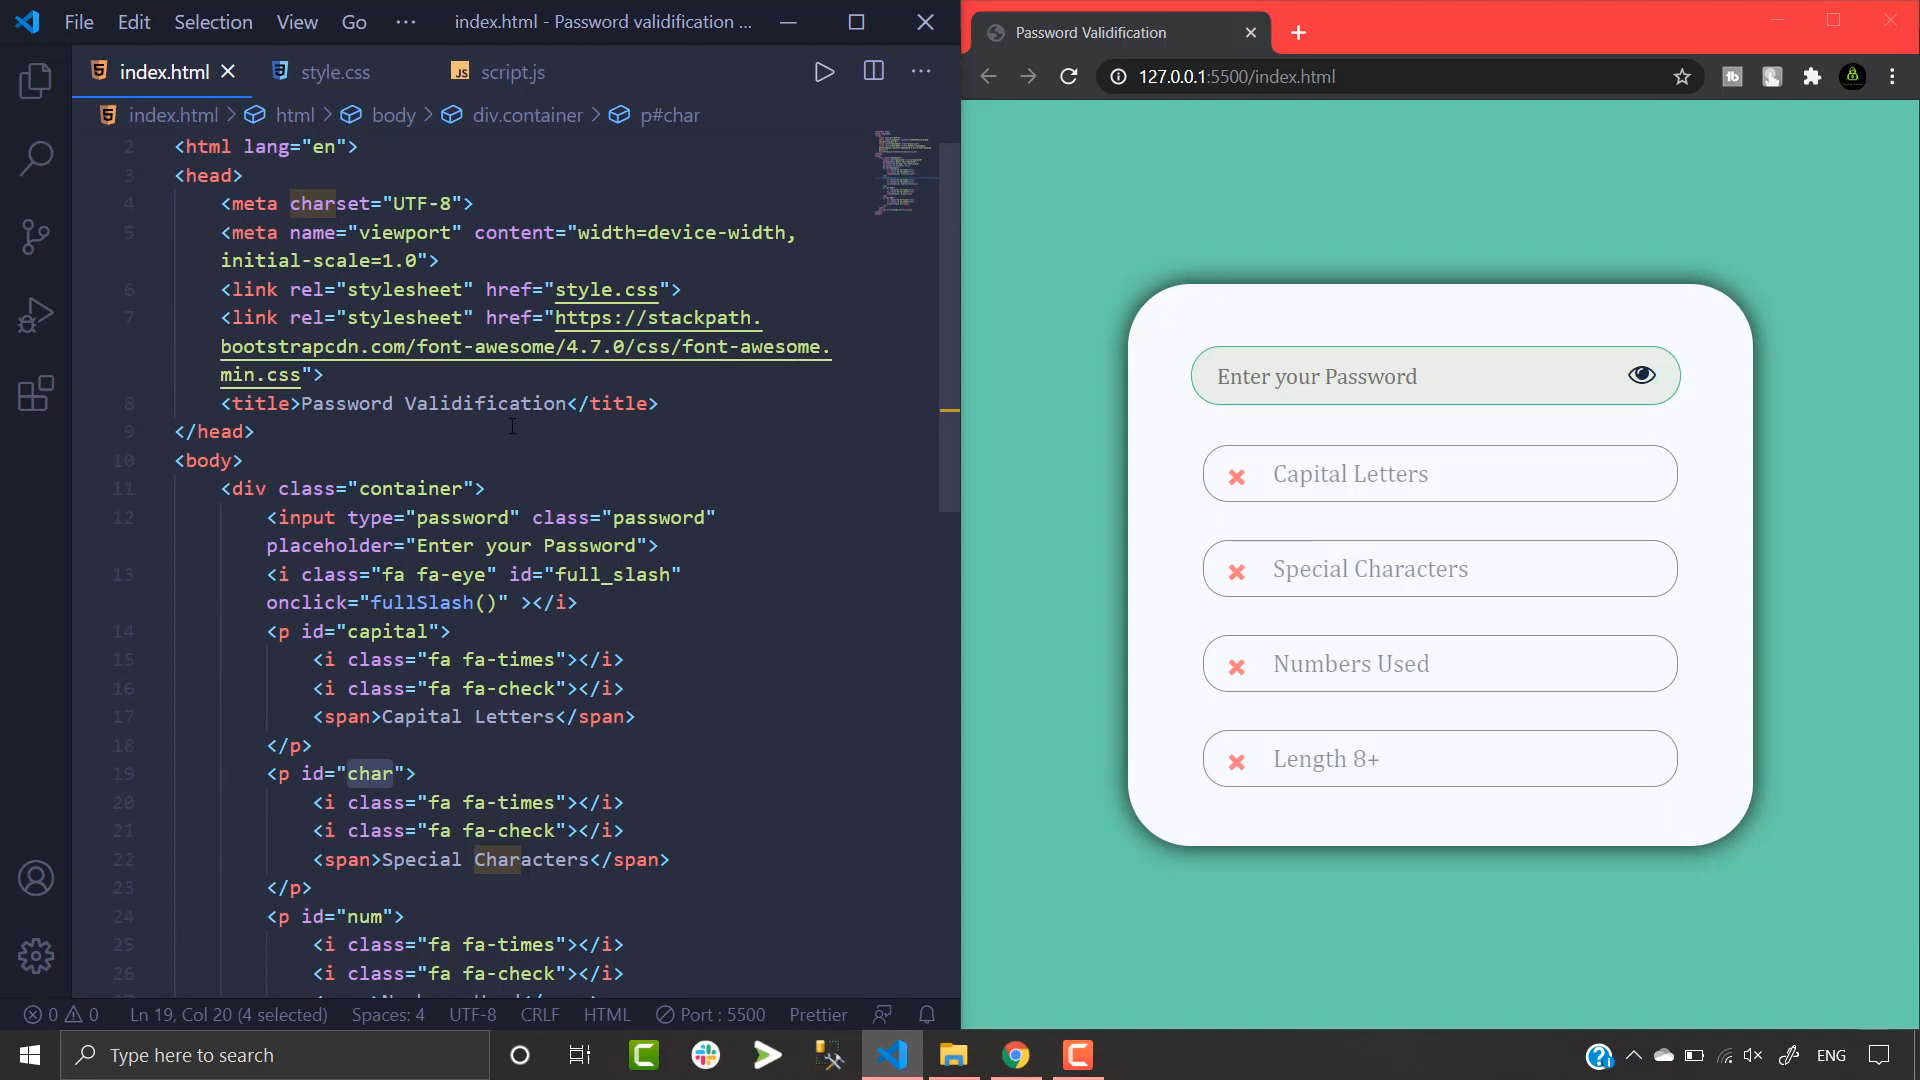 File Edit Selection View Go ··· index.html - Password validification ...
index.html style.css JS script.js
index.html > html > body > div.container > p#char
2 <html lang="en">
3 <head>
4 <meta charset="UTF-8">
5 <meta name="viewport" content="width=device-width,
initial-scale=1.0">
6 <link rel="stylesheet" href="style.css">
7 <link rel="stylesheet" href="https://stackpath.
bootstrapcdn.com/font-awesome/4.7.0/css/font-awesome.
min.css">
8 <title>Password Validification</title>
9 </head>
10 <body>
11 <div class="container">
12 <input type="password" class="password"
placeholder="Enter your Password">
13 <i class="fa fa-eye" id="full_slash"
onclick="fullSlash()" ></i>
14 <p id="capital">
15 <i class="fa fa-times"></i>
16 <i class="fa fa-check"></i>
17 <span>Capital Letters</span>
18 </p>
19 <p id="char">
20 <i class="fa fa-times"></i>
21 <i class="fa fa-check"></i>
22 <span>Special Characters</span>
23 </p>
24 <p id="num">
25 <i class="fa fa-times"></i>
26 <i class="fa fa-check"></i>
0 0 Ln 19, Col 20 (4 selected) Spaces: 4 UTF-8 CRLF HTML Port : 5500 Prettier
Password Validification
127.0.0.1:5500/index.html
Enter your Password
Capital Letters
Special Characters
Numbers Used
Length 8+
Type here to search
ENG